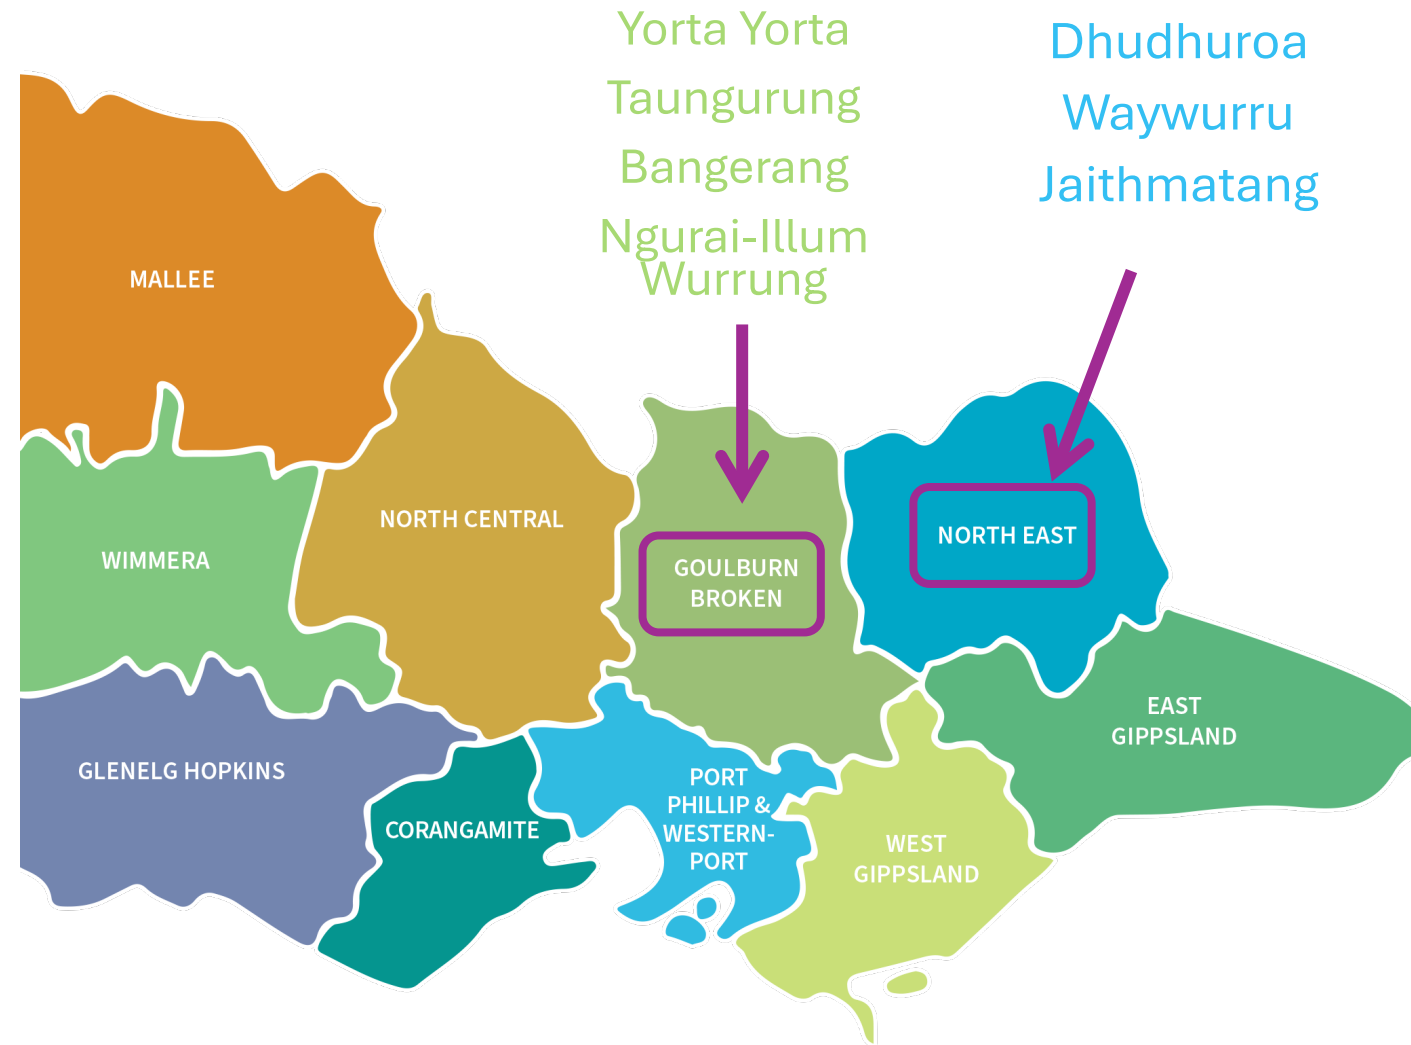 Yorta Yorta
Taungurung
Bangerang
Ngurai-Illum
Wurrung
Dhudhuroa
Waywurru
Jaithmatang
MALLEE
NORTH CENTRAL
WIMMERA
GOULBURN
BROKEN
NORTH EAST
EAST
GIPPSLAND
GLENELG HOPKINS
CORANGAMITE
PORT
PHILLIP &
WESTERN-
PORT
WEST
GIPPSLAND